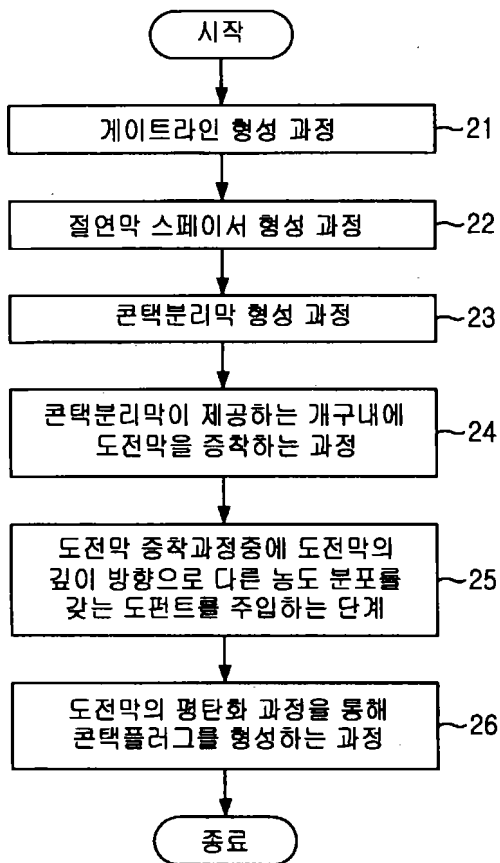 시작
게이트라인 형성 과정
~21
절연막 스페이서 형성 과정
~22
콘택분리막 형성 과정
~23
콘택분리막이 제공하는 개구내에
도전막을 증착하는 과정
~24
도전막 증착과정중에 도전막의
깊이 방향으로 다른 농도 분포를
갖는 도펀트를 주입하는 단계
~25
도전막의 평탄화 과정을 통해
콘택플러그를 형성하는 과정
~26
종료